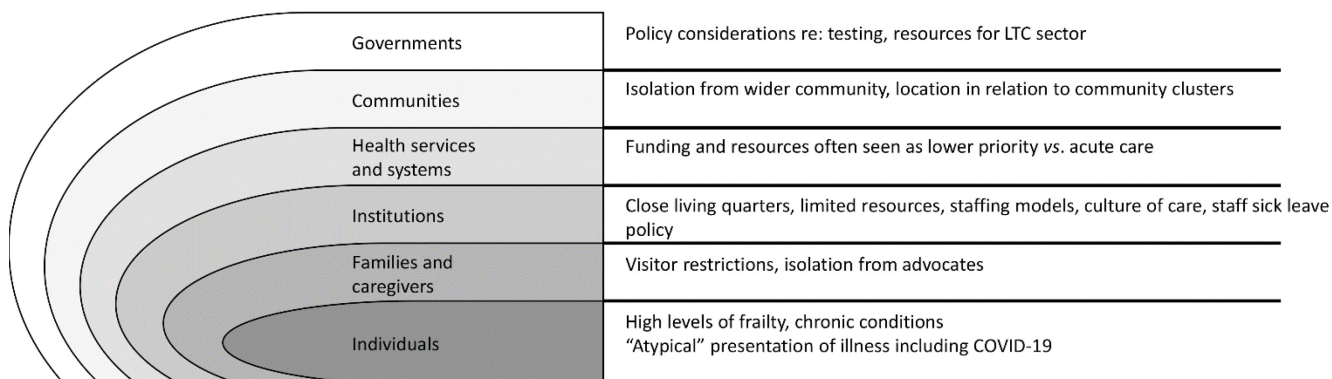 Governments
Policy considerations re: testing, resources for LTC sector
Communities
Isolation from wider community, location in relation to community clusters
Health services
and systems
Funding and resources often seen as lower priority vs. acute care
Institutions
Close living quarters, limited resources, staffing models, culture of care, staff sick leave
policy
Families and
caregivers
Visitor restrictions, isolation from advocates
Individuals
High levels of frailty, chronic conditions
“Atypical” presentation of illness including COVID-19